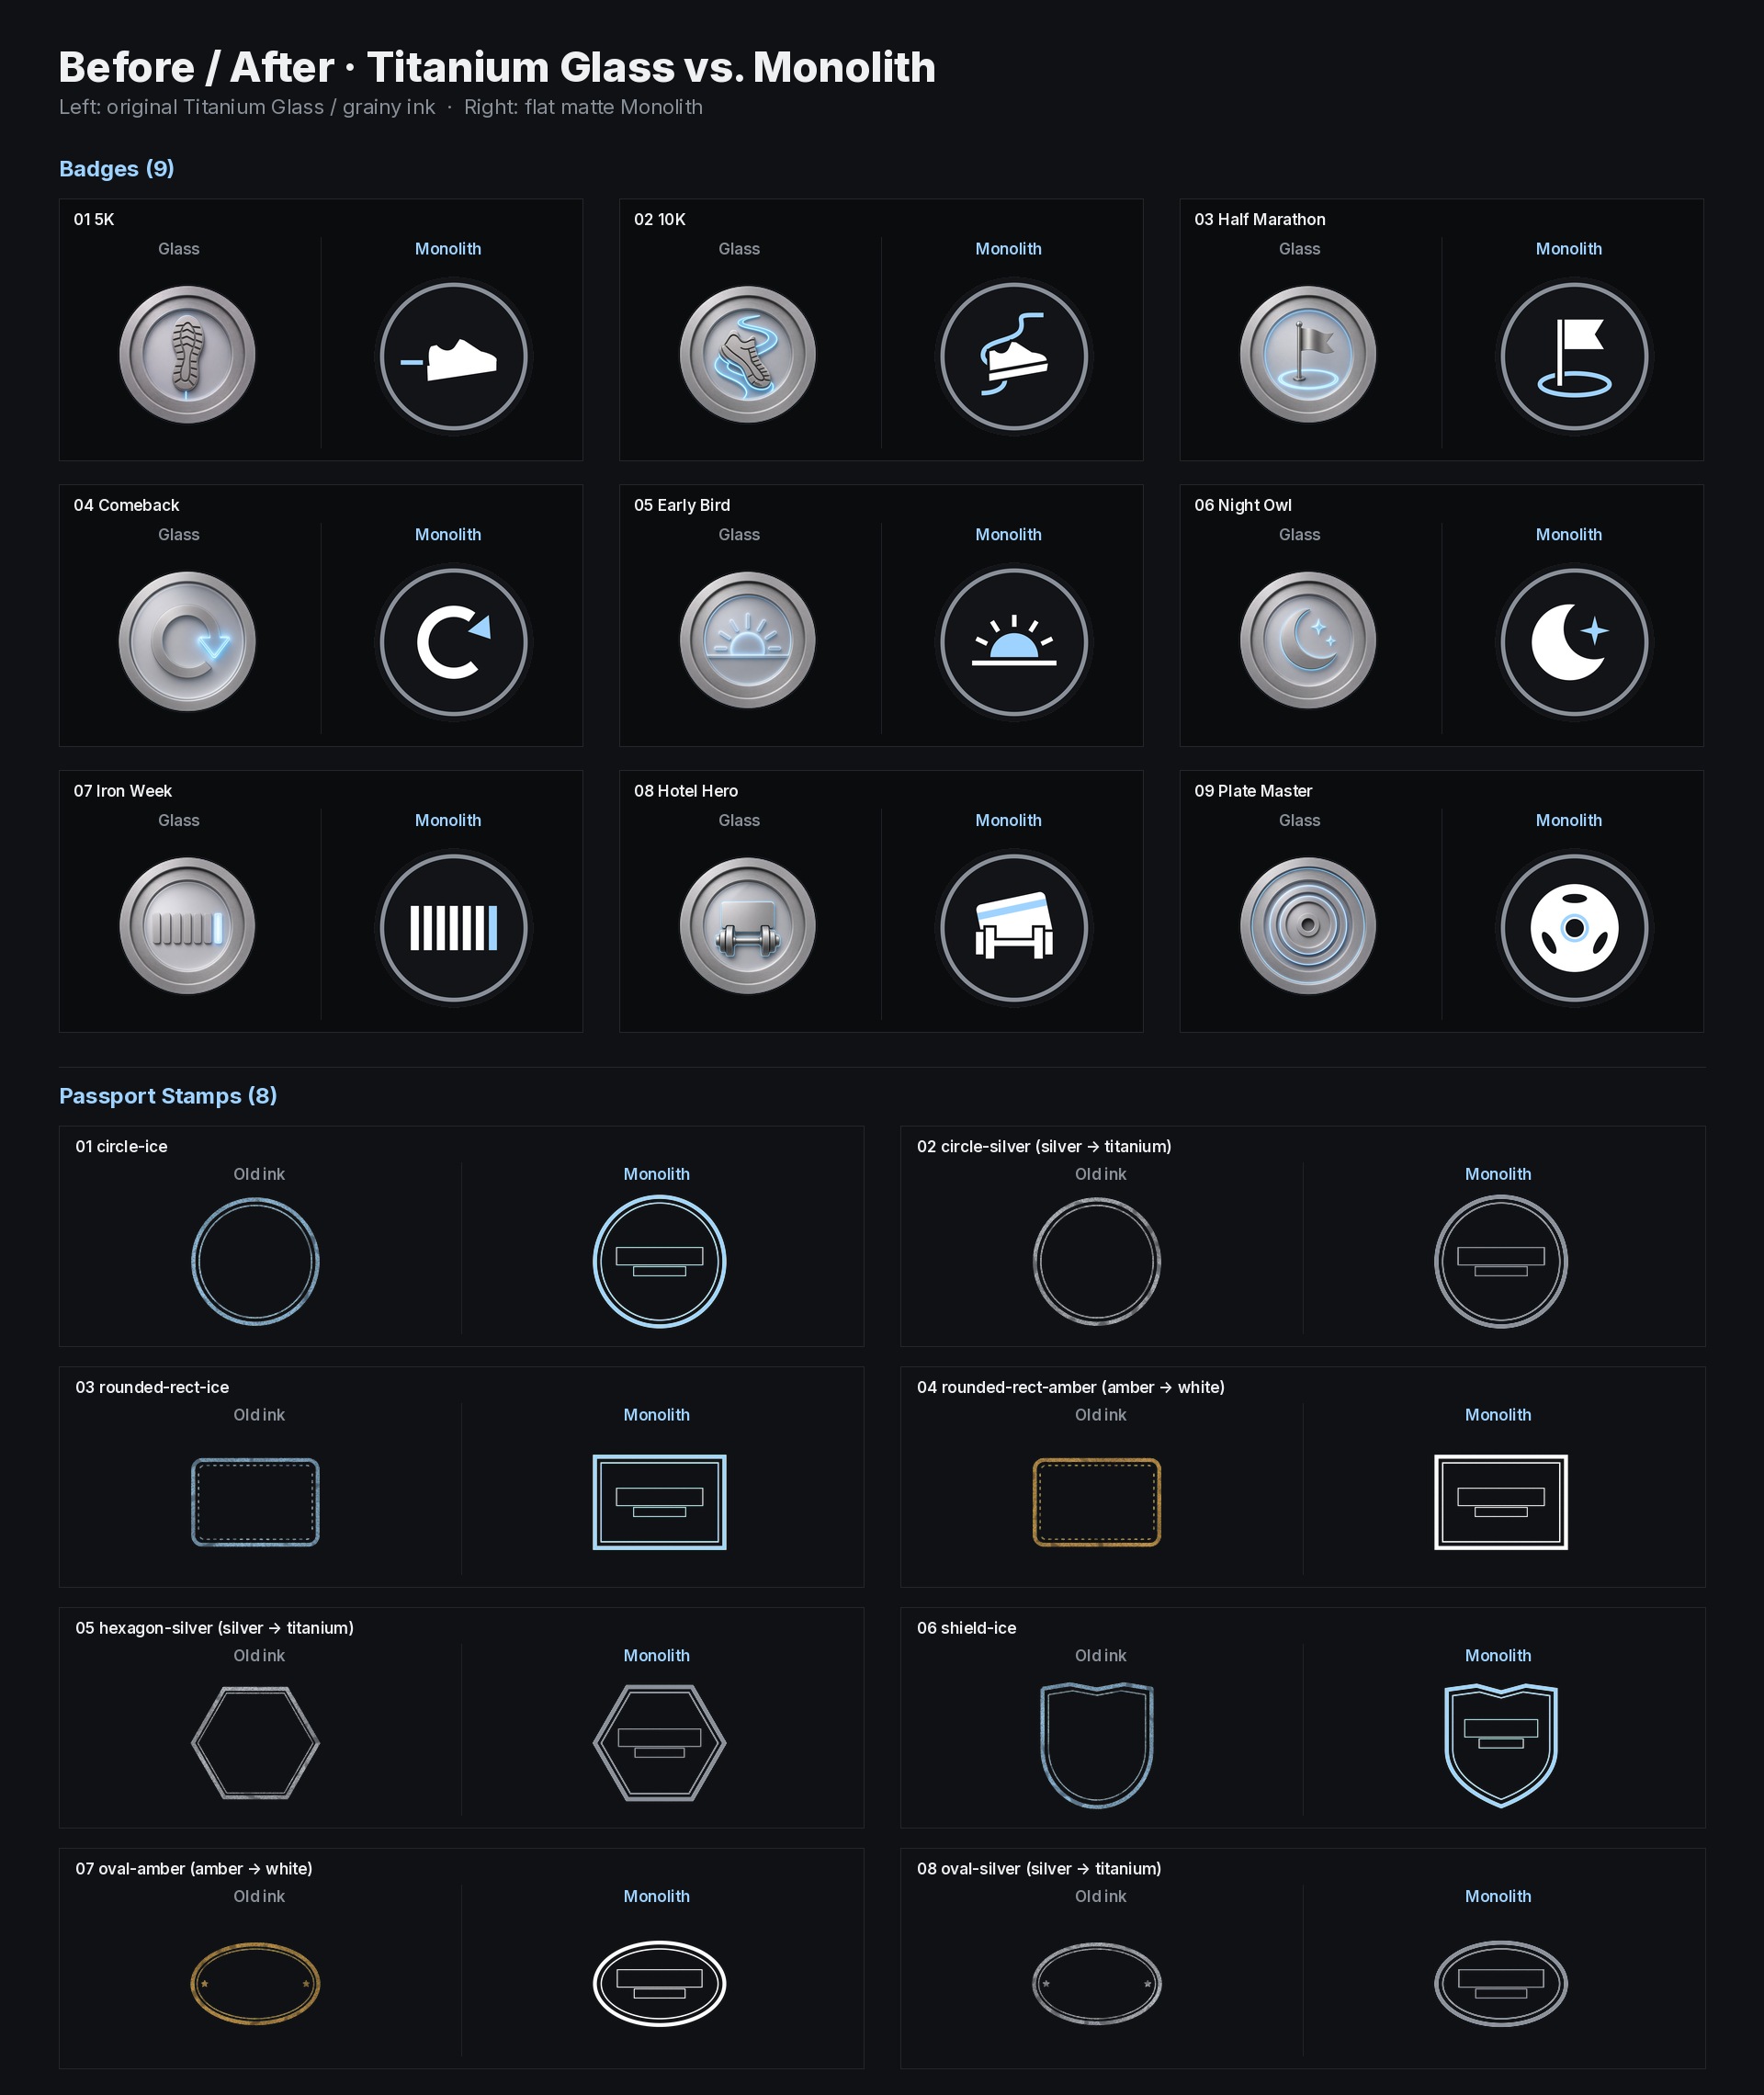 Before / After · Titanium Glass vs. Monolith
Left: original Titanium Glass / grainy ink · Right: flat matte Monolith
Badges (9)
01 5K
Glass
Monolith
02 10K
Glass
Monolith
03 Half Marathon
Glass
Monolith
04 Comeback
Glass
Monolith
05 Early Bird
Glass
Monolith
06 Night Owl
Glass
Monolith
07 Iron Week
Glass
Monolith
08 Hotel Hero
Glass
Monolith
09 Plate Master
Glass
Monolith
Passport Stamps (8)
01 circle-ice
Old ink
Monolith
02 circle-silver (silver → titanium)
Old ink
Monolith
03 rounded-rect-ice
Old ink
Monolith
04 rounded-rect-amber (amber → white)
Old ink
Monolith
05 hexagon-silver (silver → titanium)
Old ink
Monolith
06 shield-ice
Old ink
Monolith
07 oval-amber (amber → white)
Old ink
Monolith
08 oval-silver (silver → titanium)
Old ink
Monolith